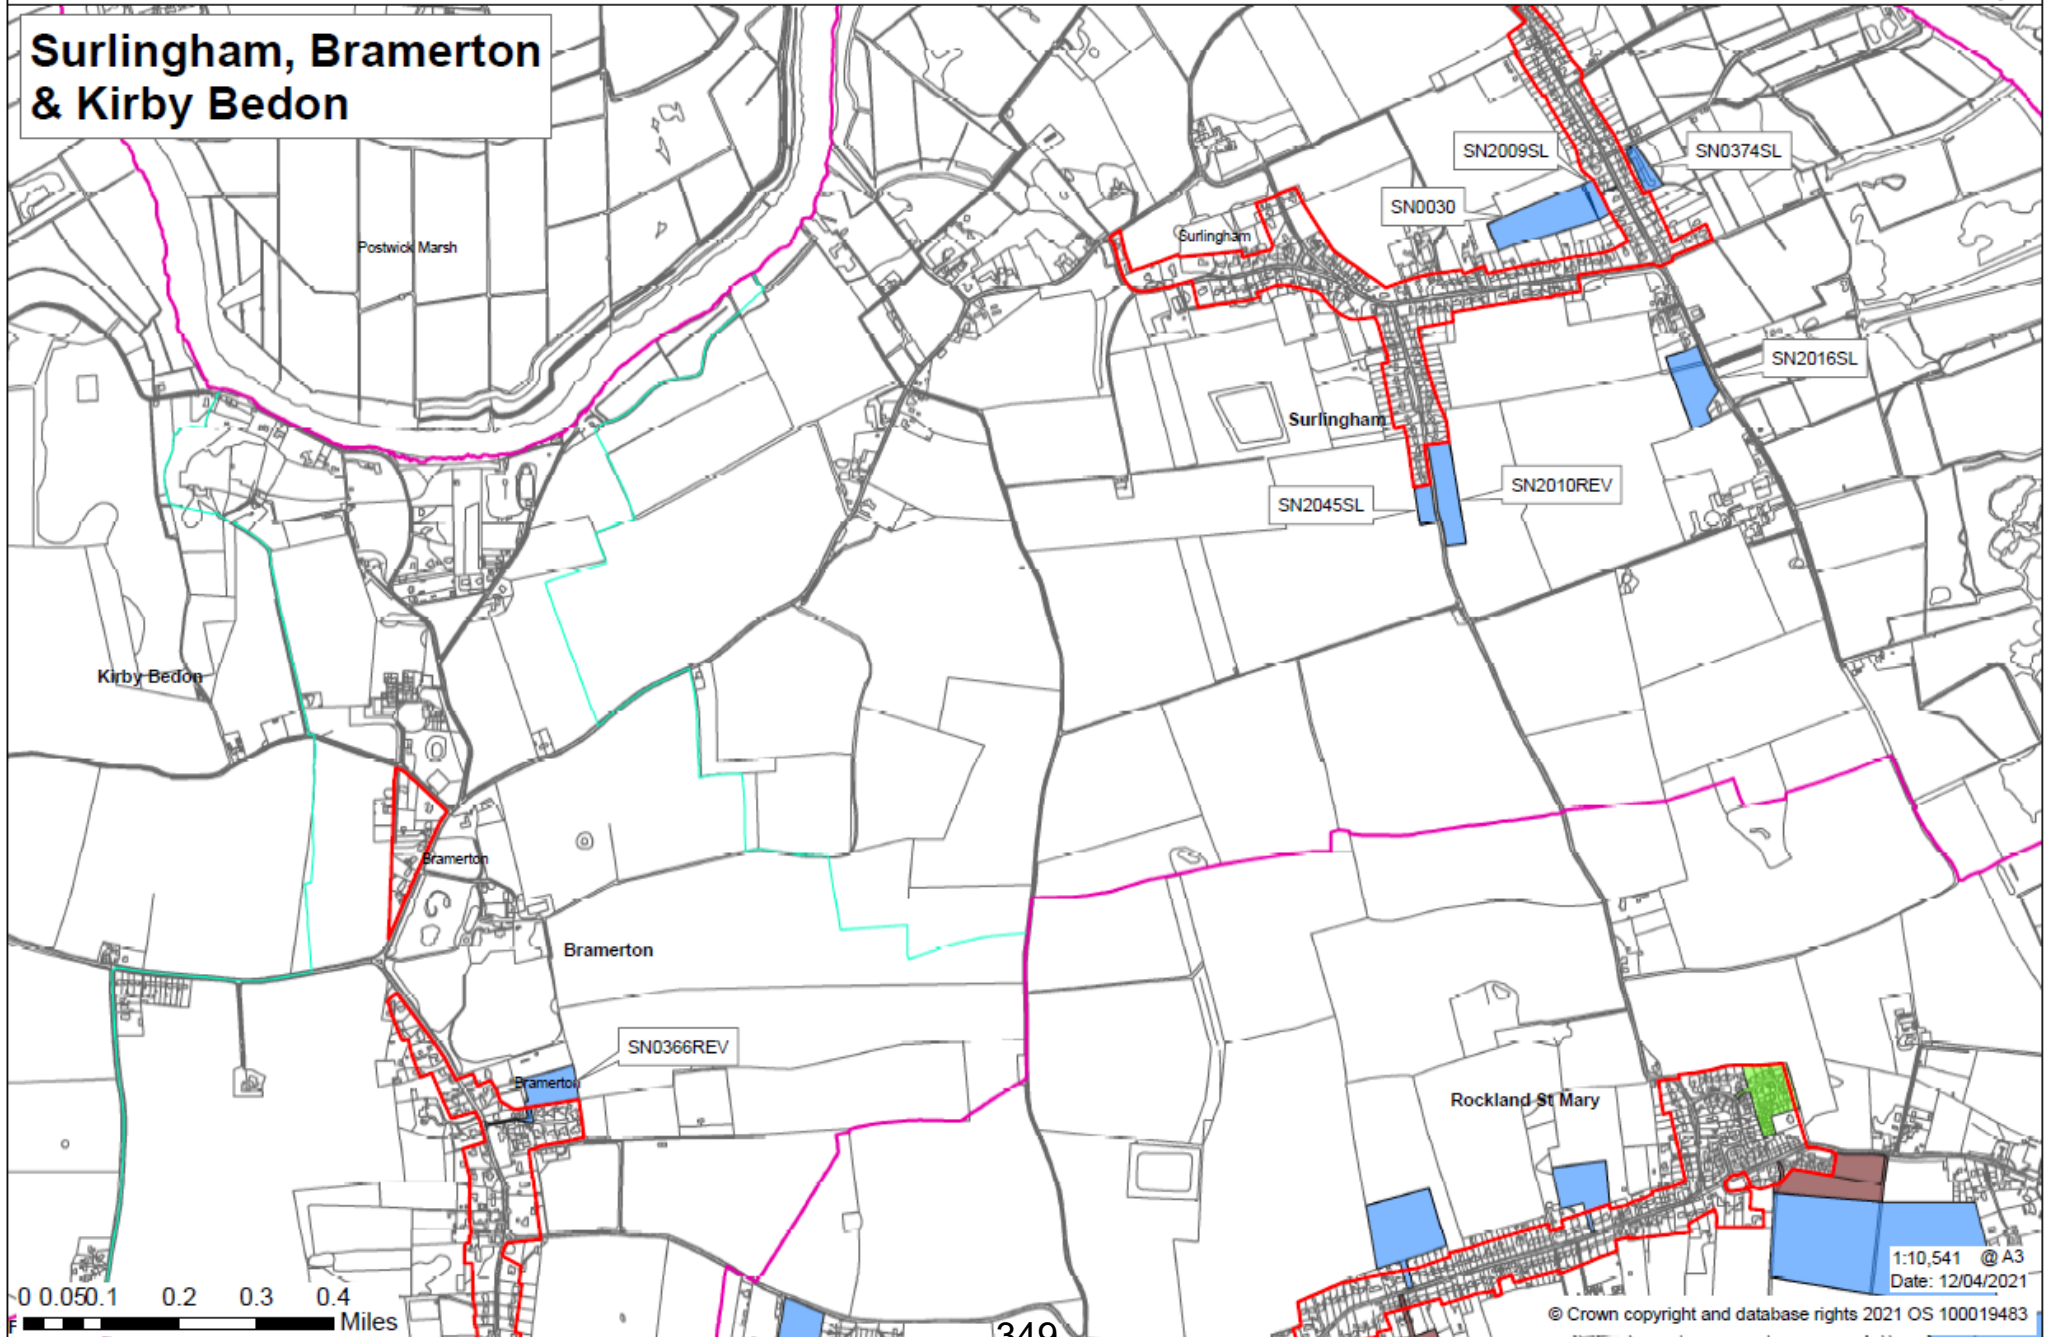 Surlingham, Bramerton
& Kirby Bedon
SN2009SL
SN0374SL
SN0030
Surlingham
Postwick Marsh
SN2016SL
Surlingham
SN2010REV
SN2045SL
Kirby Bedon
Bramerton
Bramerton
SN0366REV
Bramerton
Rockland St Mary
1:10,541 @ A3
Date: 12/04/2021
0 0.05 0.1 0.2 0.3 0.4
Miles
© Crown copyright and database rights 2021 OS 100019483
349